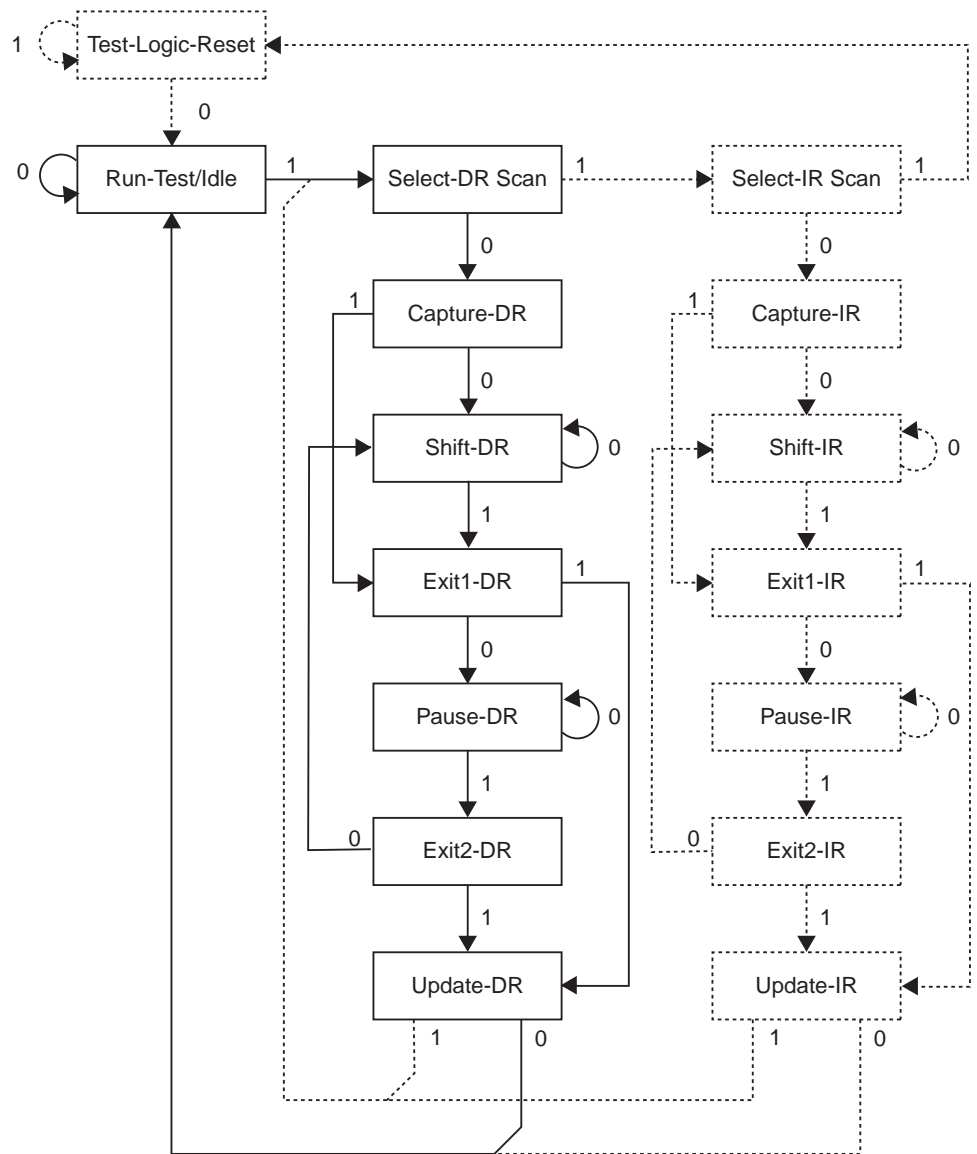 1
Test-Logic-Reset
0
0
Run-Test/Idle
1
Select-DR Scan
1
Select-IR Scan
1
0
0
1
Capture-DR
1
Capture-IR
0
0
Shift-DR
0
Shift-IR
0
1
1
Exit1-DR
1
Exit1-IR
1
0
0
Pause-DR
0
Pause-IR
0
1
1
0
Exit2-DR
0
Exit2-IR
1
1
Update-DR
Update-IR
1
0
1
0